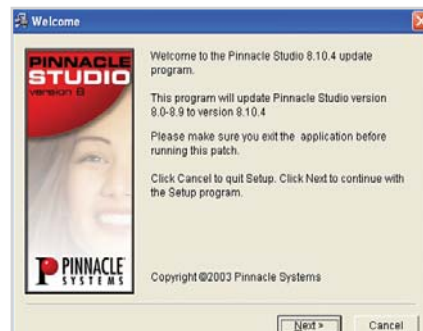 Welcome
PINNACLE
STUDIO
version 8
Welcome to the Pinnacle Studio 8.10.4 update
program.
This program will update Pinnacle Studio version
8.0-8.9 to version 8.10.4
Please make sure you exit the application before
running this patch.
Click Cancel to quit Setup. Click Next to continue with
the Setup program.
PINNACLE
SYSTEMS
Copyright ©2003 Pinnacle Systems
Next >
Cancel